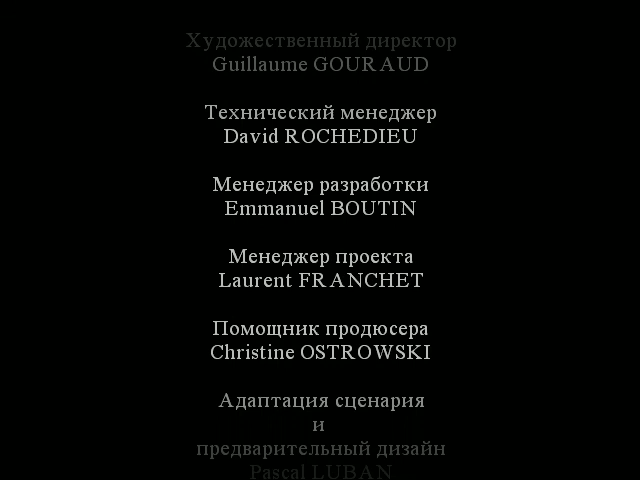 Художественный директор
Guillaume GOURAUD
Технический менеджер
David ROCHEDIEU
Менеджер разработки
Emmanuel BOUTIN
Менеджер проекта
Laurent FRANCHET
Помощник продюсера
Christine OSTROWSKI
Адаптация сценария
и
предварительный дизайн
Pascal LUBAN